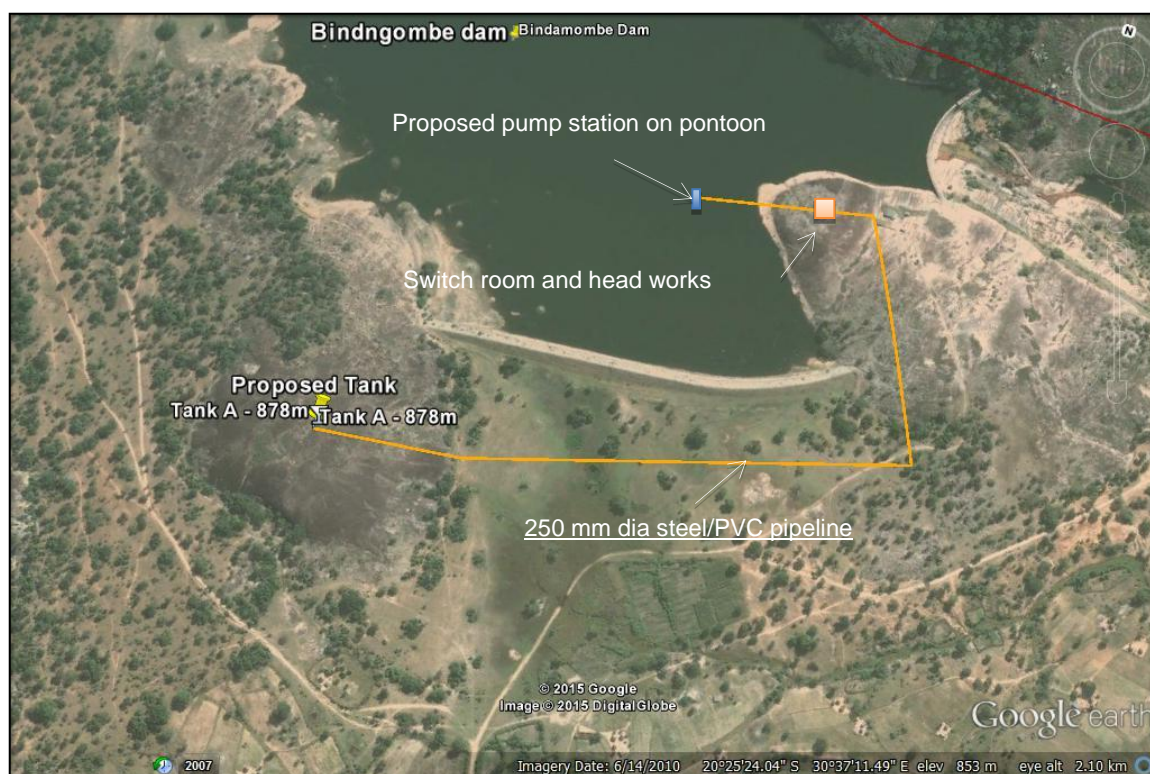 Bindngombe dam
Bindamombe Dam
N
Proposed pump station on pontoon
Switch room and head works
Proposed Tank
Tank A - 878m
Tank A - 878m
250 mm dia steel/PVC pipeline
© 2015 Google
Image © 2015 DigitalGlobe
Google earth
2007
Imagery Date: 6/14/2010 20°25'24.04" S 30°37'11.49" E elev 853 m eye alt 2.10 km